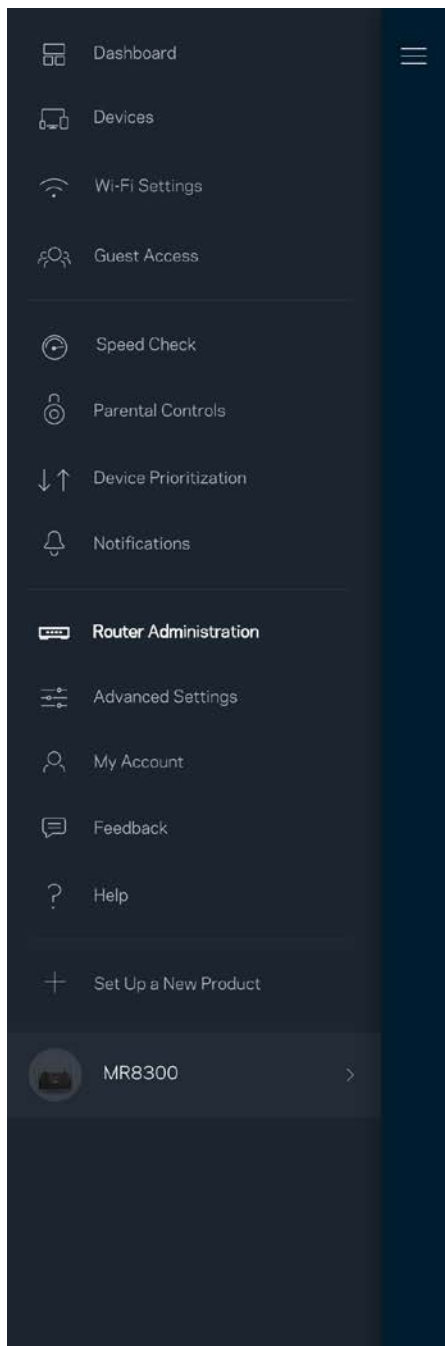 Dashboard
Devices
Wi-Fi Settings
Guest Access
Speed Check
Parental Controls
Device Prioritization
Notifications
Router Administration
Advanced Settings
My Account
Feedback
Help
Set Up a New Product
MR8300